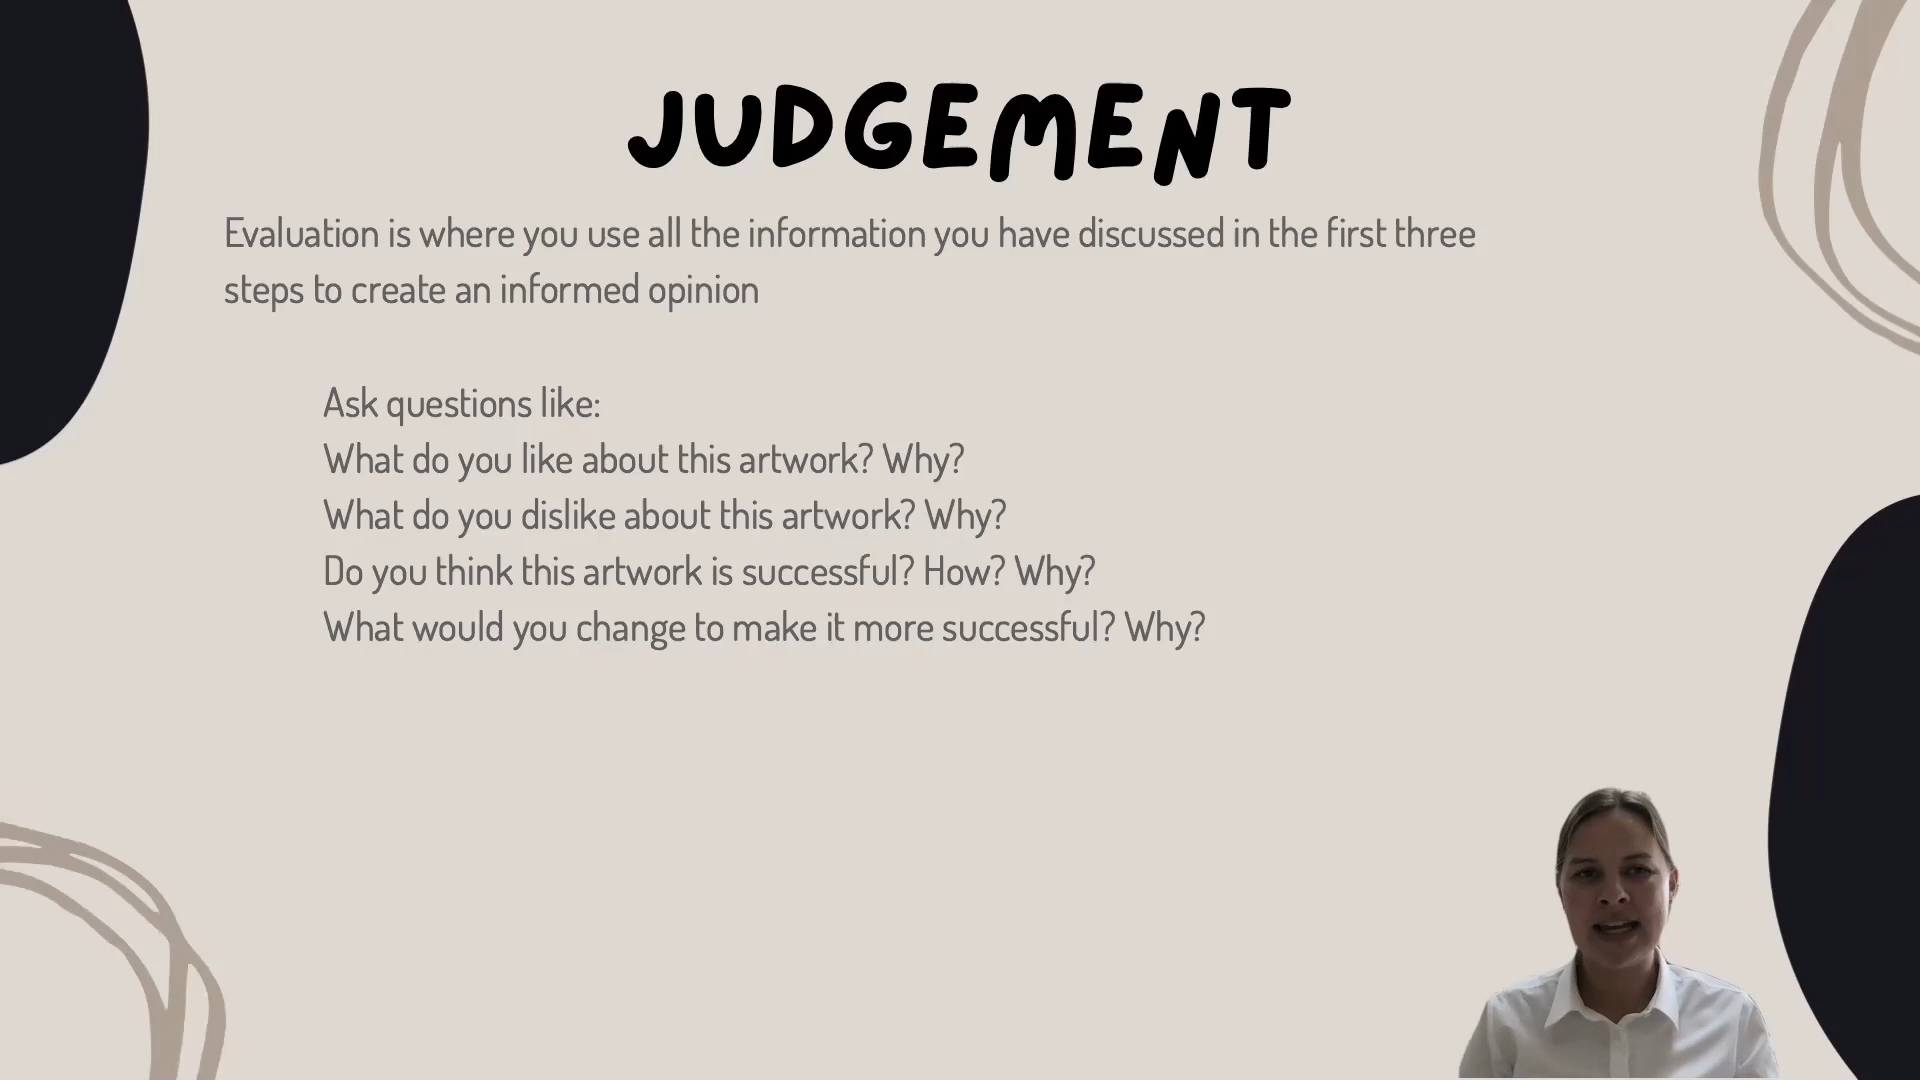 JUDGEMENT
Evaluation is where you use all the information you have discussed in the first three
steps to create an informed opinion
Ask questions like:
What do you like about this artwork? Why?
What do you dislike about this artwork? Why?
Do you think this artwork is successful? How? Why?
What would you change to make it more successful? Why?